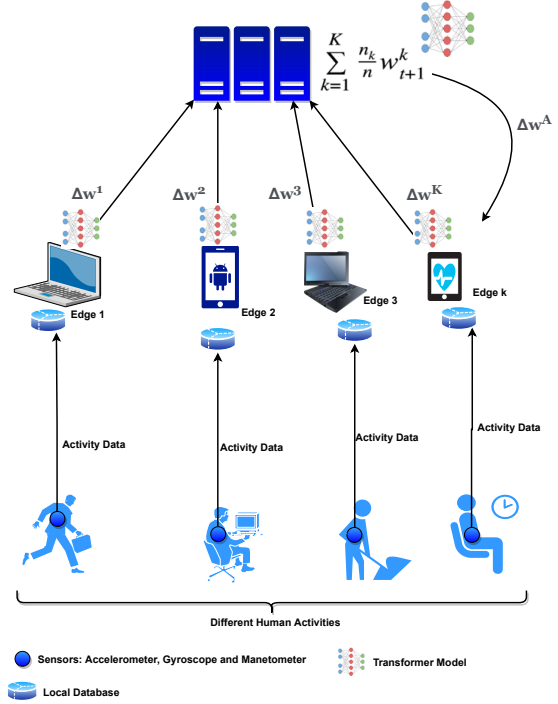 K
∑ n_k/n w^k_{t+1}
k=1
Δw^A
Δw^1 Δw^2 Δw^3 Δw^K
Edge 1 Edge 2 Edge 3 Edge k
Activity Data Activity Data Activity Data Activity Data
Different Human Activities
Sensors: Accelerometer, Gyroscope and Manetometer
Transformer Model
Local Database